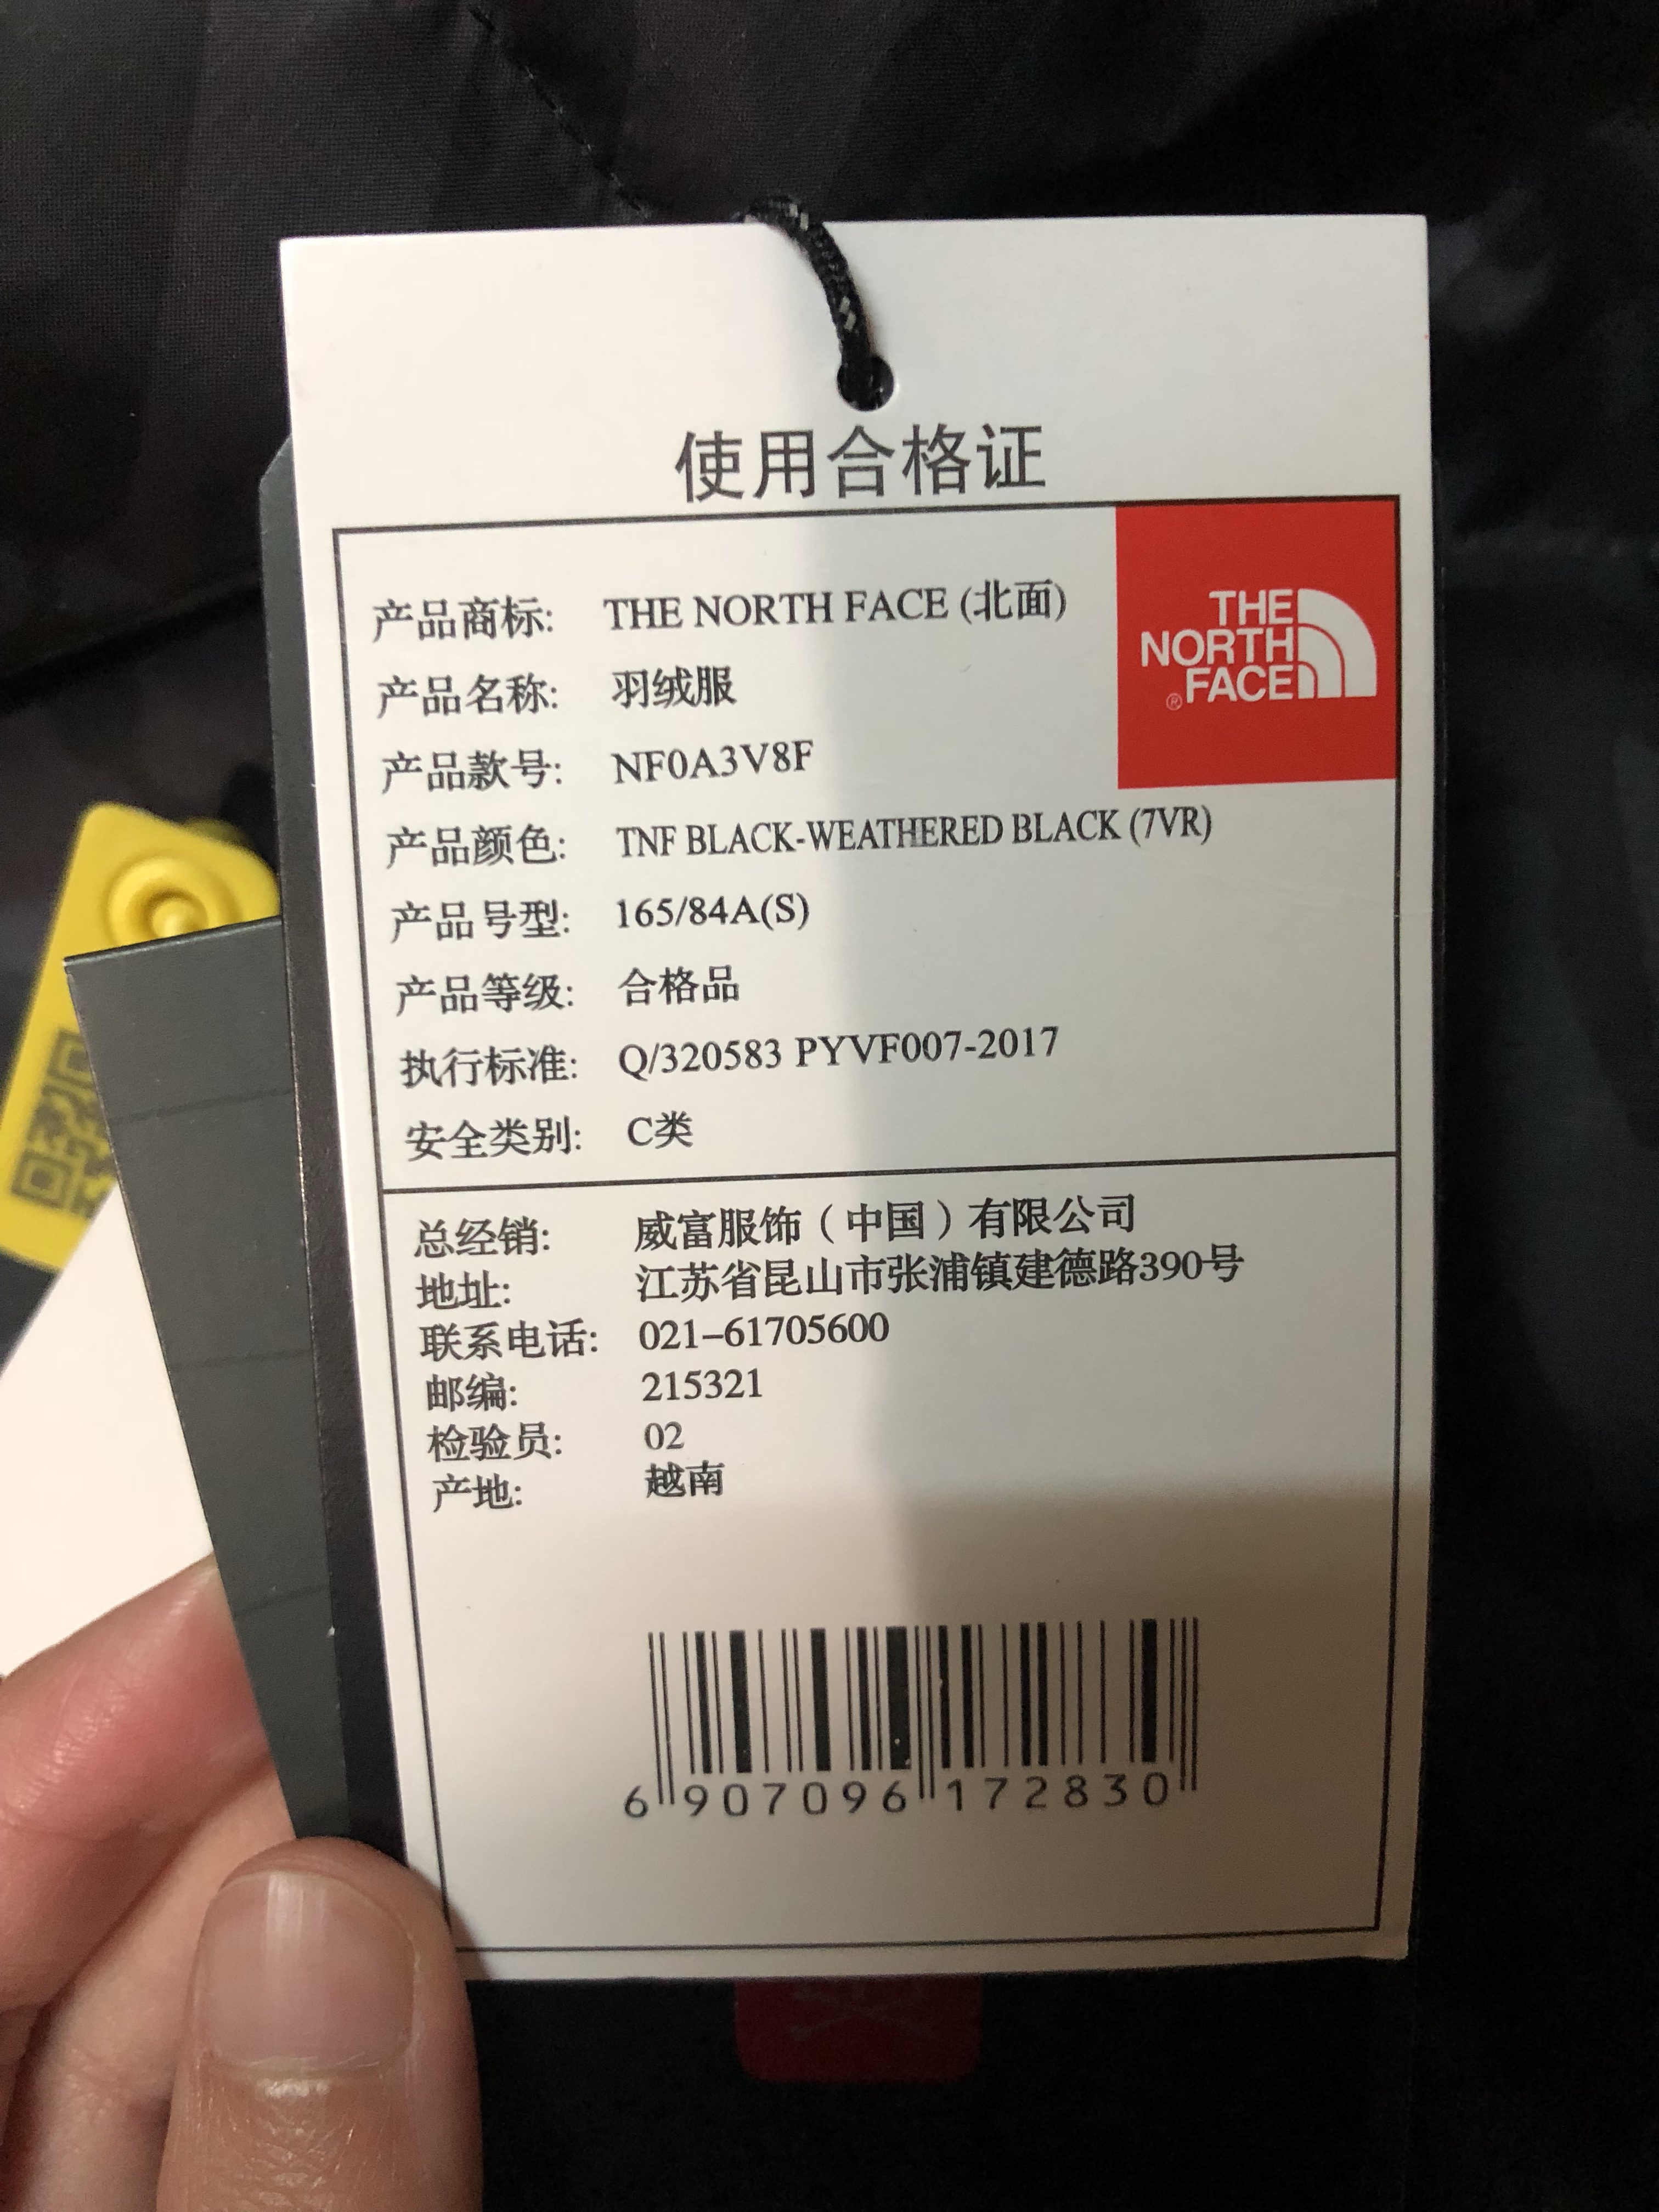 使用合格证
THE
NORTH
FACE
®
产品商标: THE NORTH FACE (北面)
产品名称: 羽绒服
产品款号: NF0A3V8F
产品颜色: TNF BLACK-WEATHERED BLACK (7VR)
产品号型: 165/84A(S)
产品等级: 合格品
执行标准: Q/320583 PYVF007-2017
安全类别: C类
总经销: 威富服饰（中国）有限公司
地址: 江苏省昆山市张浦镇建德路390号
联系电话: 021-61705600
邮编: 215321
检验员: 02
产地: 越南
6 907096 172830